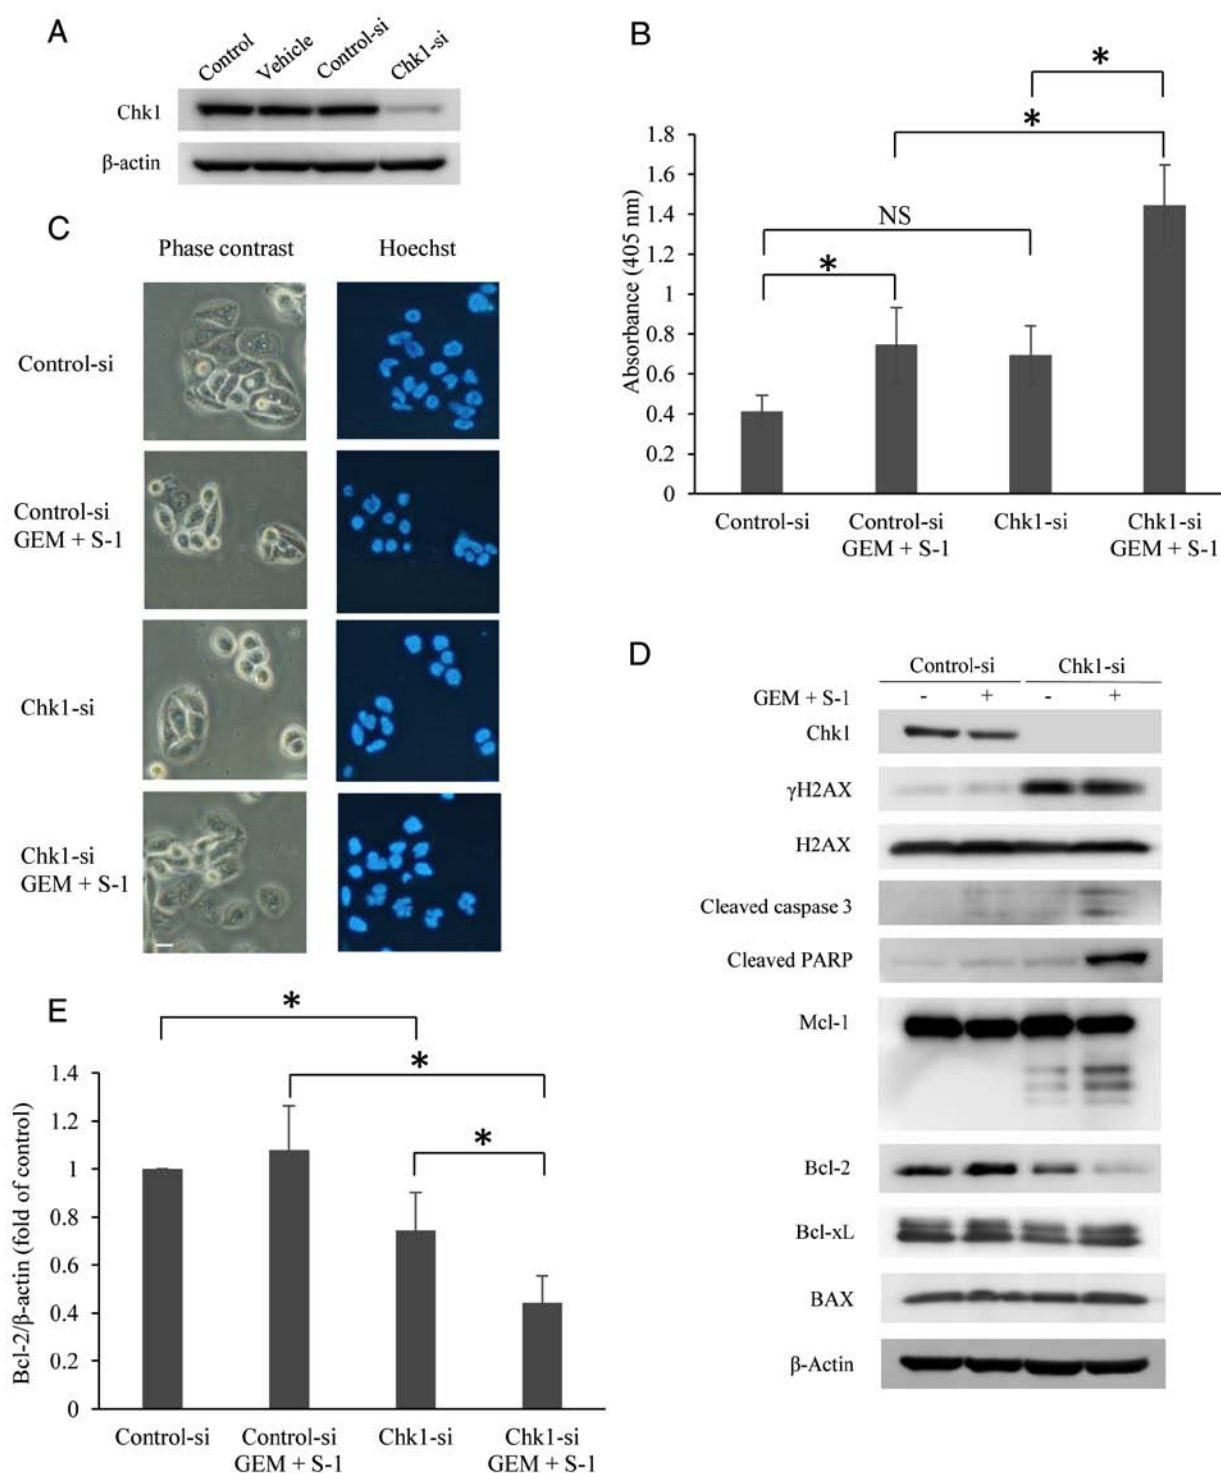 A
Control
Vehicle
Control-si
Chk1-si
Chk1
β-actin
B
*
*
NS
*
1.8
1.6
1.4
1.2
1
0.8
0.6
0.4
0.2
0
Absorbance (405 nm)
Control-si
Control-si
GEM + S-1
Chk1-si
Chk1-si
GEM + S-1
C
Phase contrast
Hoechst
Control-si
Control-si
GEM + S-1
Chk1-si
Chk1-si
GEM + S-1
D
Control-si
Chk1-si
GEM + S-1
-
+
-
+
Chk1
γH2AX
H2AX
Cleaved caspase 3
Cleaved PARP
Mcl-1
Bcl-2
Bcl-xL
BAX
β-Actin
E
*
*
*
1.4
1.2
1
0.8
0.6
0.4
0.2
0
Bcl-2/β-actin (fold of control)
Control-si
Control-si
GEM + S-1
Chk1-si
Chk1-si
GEM + S-1